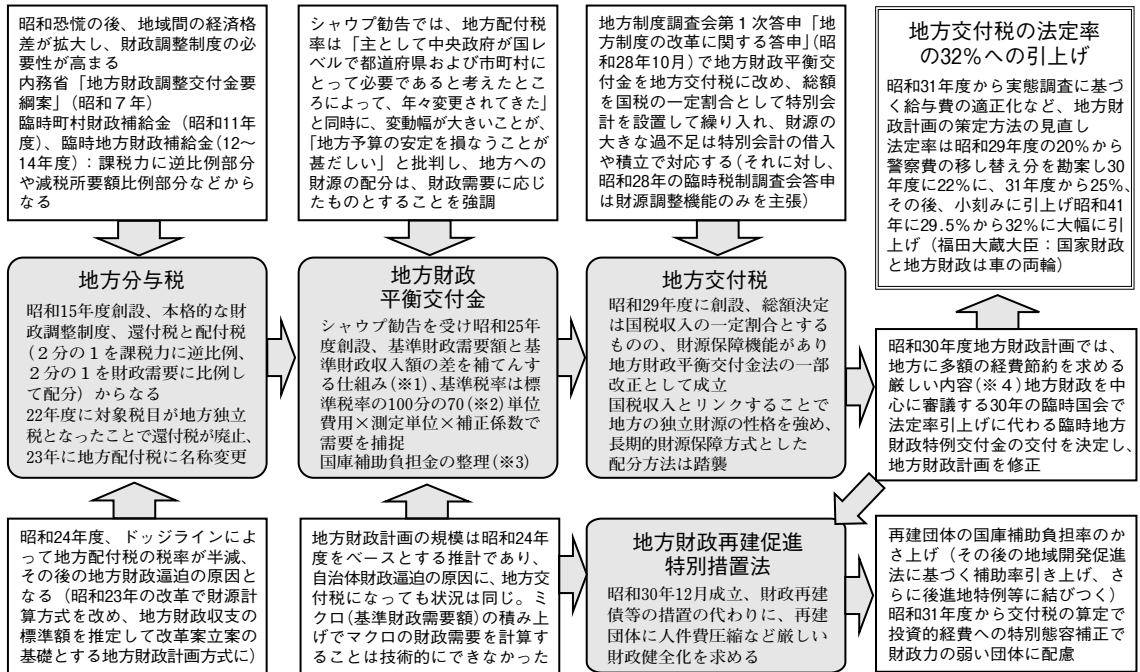 昭和恐慌の後、地域間の経済格
差が拡大し、財政調整制度の必
要性が高まる
内務省「地方財政調整交付金要
綱案」（昭和７年）
臨時町村財政補給金（昭和11年
度）、臨時地方財政補給金（12～
14年度）：課税力に逆比例部分
や減税所要額比例部分などから
なる
シャウプ勧告では、地方配付税
率は「主として中央政府が国レ
ベルで都道府県および市町村に
とって必要であると考えたとこ
ろによって、年々変更されてきた」
と同時に、変動幅が大きいことが、
「地方予算の安定を損なうことが
甚だしい」と批判し、地方への
財源の配分は、財政需要に応じ
たものとすることを強調
地方制度調査会第１次答申「地
方制度の改革に関する答申」（昭
和28年10月）で地方財政平衡交
付金を地方交付税に改め、総額
を国税の一定割合として特別会
計を設置して繰り入れ、財源の
大きな過不足は特別会計の借入
や積立で対応する（それに対し、
昭和28年の臨時税制調査会答申
は財源調整機能のみを主張）
地方交付税の法定率
の32％への引上げ
昭和31年度から実態調査に基づ
く給与費の適正化など、地方財
政計画の策定方法の見直し
法定率は昭和29年度の20％から
警察費の移し替え分を勘案し30
年度に22％に、31年度から25％、
その後、小刻みに引上げ昭和41
年に29.5％から32％に大幅に引
上げ（福田大蔵大臣：国家財政
と地方財政は車の両輪）
地方分与税
昭和15年度創設、本格的な財
政調整制度、還付税と配付税
（２分の１を課税力に逆比例、
２分の１を財政需要に比例し
て配分）からなる
22年度に対象税目が地方独立
税となったことで還付税が廃止、
23年に地方配付税に名称変更
地方財政
平衡交付金
シャウプ勧告を受け昭和25年
度創設、基準財政需要額と基
準財政収入額の差を補てんす
る仕組み（※1）、基準税率は標
準税率の100分の70（※2）単位
費用×測定単位×補正係数で
需要を捕捉
国庫補助負担金の整理（※3）
地方交付税
昭和29年度に創設、総額決定
は国税収入の一定割合とする
ものの、財源保障機能があり
地方財政平衡交付金法の一部
改正として成立
国税収入とリンクすることで
地方の独立財源の性格を強め、
長期的財源保障方式とした
配分方法は踏襲
昭和30年度地方財政計画では、
地方に多額の経費節約を求める
厳しい内容（※４）地方財政を中
心に審議する30年の臨時国会で
法定率引上げに代わる臨時地方
財政特例交付金の交付を決定し、
地方財政計画を修正
昭和24年度、ドッジラインによ
って地方配付税の税率が半減、
その後の地方財政逼迫の原因と
なる（昭和23年の改革で財源計
算方式を改め、地方財政収支の
標準額を推定して改革案立案の
基礎とする地方財政計画方式に）
地方財政計画の規模は昭和24年
度をベースとする推計であり、
自治体財政逼迫の原因に、地方交
付税になっても状況は同じ。ミ
クロ（基準財政需要額）の積み上
げでマクロの財政需要を計算す
ることは技術的にできなかった
地方財政再建促進
特別措置法
昭和30年12月成立、財政再建
債等の措置の代わりに、再建
団体に人件費圧縮など厳しい
財政健全化を求める
再建団体の国庫補助負担率のか
さ上げ（その後の地域開発促進
法に基づく補助率引き上げ、さ
らに後進地特例等に結びつく）
昭和31年度から交付税の算定で
投資的経費への特別態容補正で
財政力の弱い団体に配慮